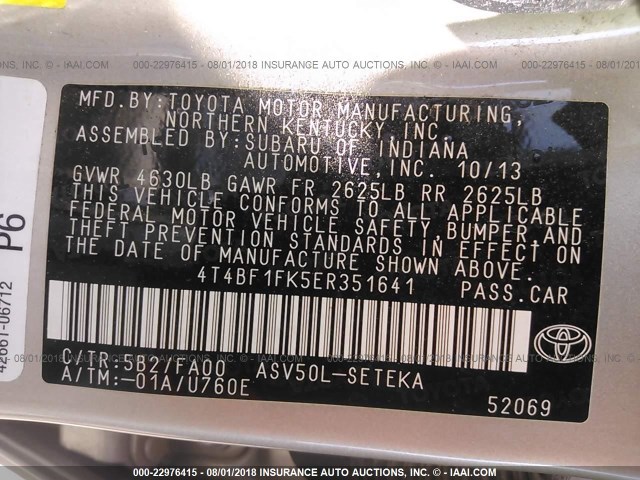 000-22976415 - 08/01/2018 INSURANCE AUTO AUCTIONS, INC. - © IAAI.COM
MFD.BY:TOYOTA MOTOR MANUFACTURING,
NORTHERN KENTUCKY, INC.
ASSEMBLED BY:SUBARU OF INDIANA
AUTOMOTIVE,INC. 10/13
GVWR 4630LB GAWR FR 2625LB RR 2625LB
THIS VEHICLE CONFORMS TO ALL APPLICABLE
FEDERAL MOTOR VEHICLE SAFETY, BUMPER,AND
THEFT PREVENTION STANDARDS IN EFFECT ON
THE DATE OF MANUFACTURE SHOWN ABOVE.
4T4BF1FK5ER351641 PASS.CAR
C/TR:5B2/FA00 ASV50L-SETEKA
A/TM:-01A/U760E
52069
P6
42661-06712
000-22976415 - 08/01/2018 INSURANCE AUTO AUCTIONS, INC. - © IAAI.COM